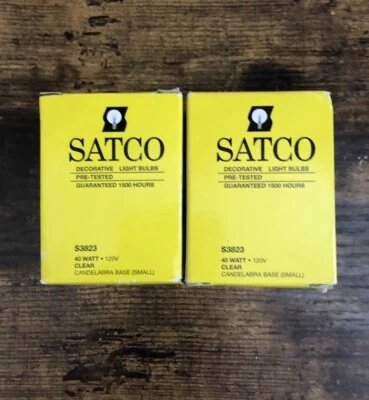 SATCO
DECORATIVE LIGHT BULBS
PRE-TESTED
GUARANTEED 1500 HOURS
S3823
40 WATT • 120V
CLEAR
CANDELABRA BASE (SMALL)
SATCO
DECORATIVE LIGHT BULBS
PRE-TESTED
GUARANTEED 1500 HOURS
S3823
40 WATT • 120V
CLEAR
CANDELABRA BASE (SMALL)